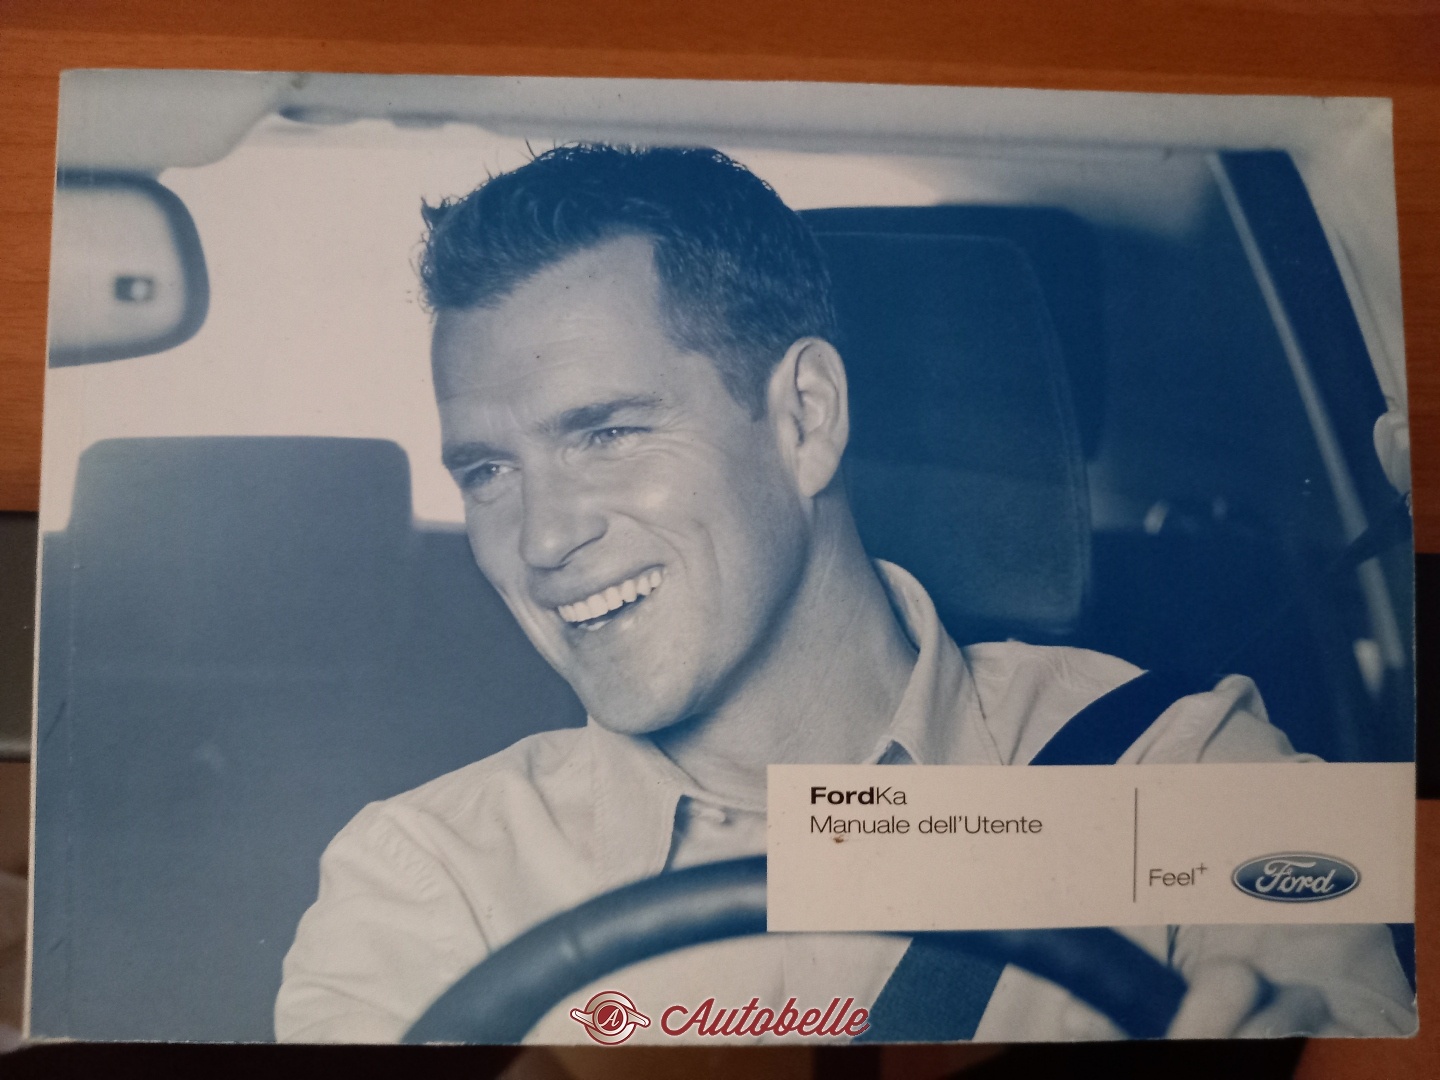 FordKa
Manuale dell'Utente
Feel+
Ford
A
Autobelle